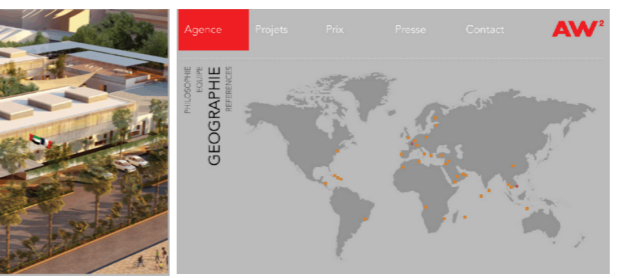 Agence
Projets
Prix
Presse
Contact
AW²
PHILOSOPHIE
EQUIPE
GEOGRAPHIE
REFERENCES